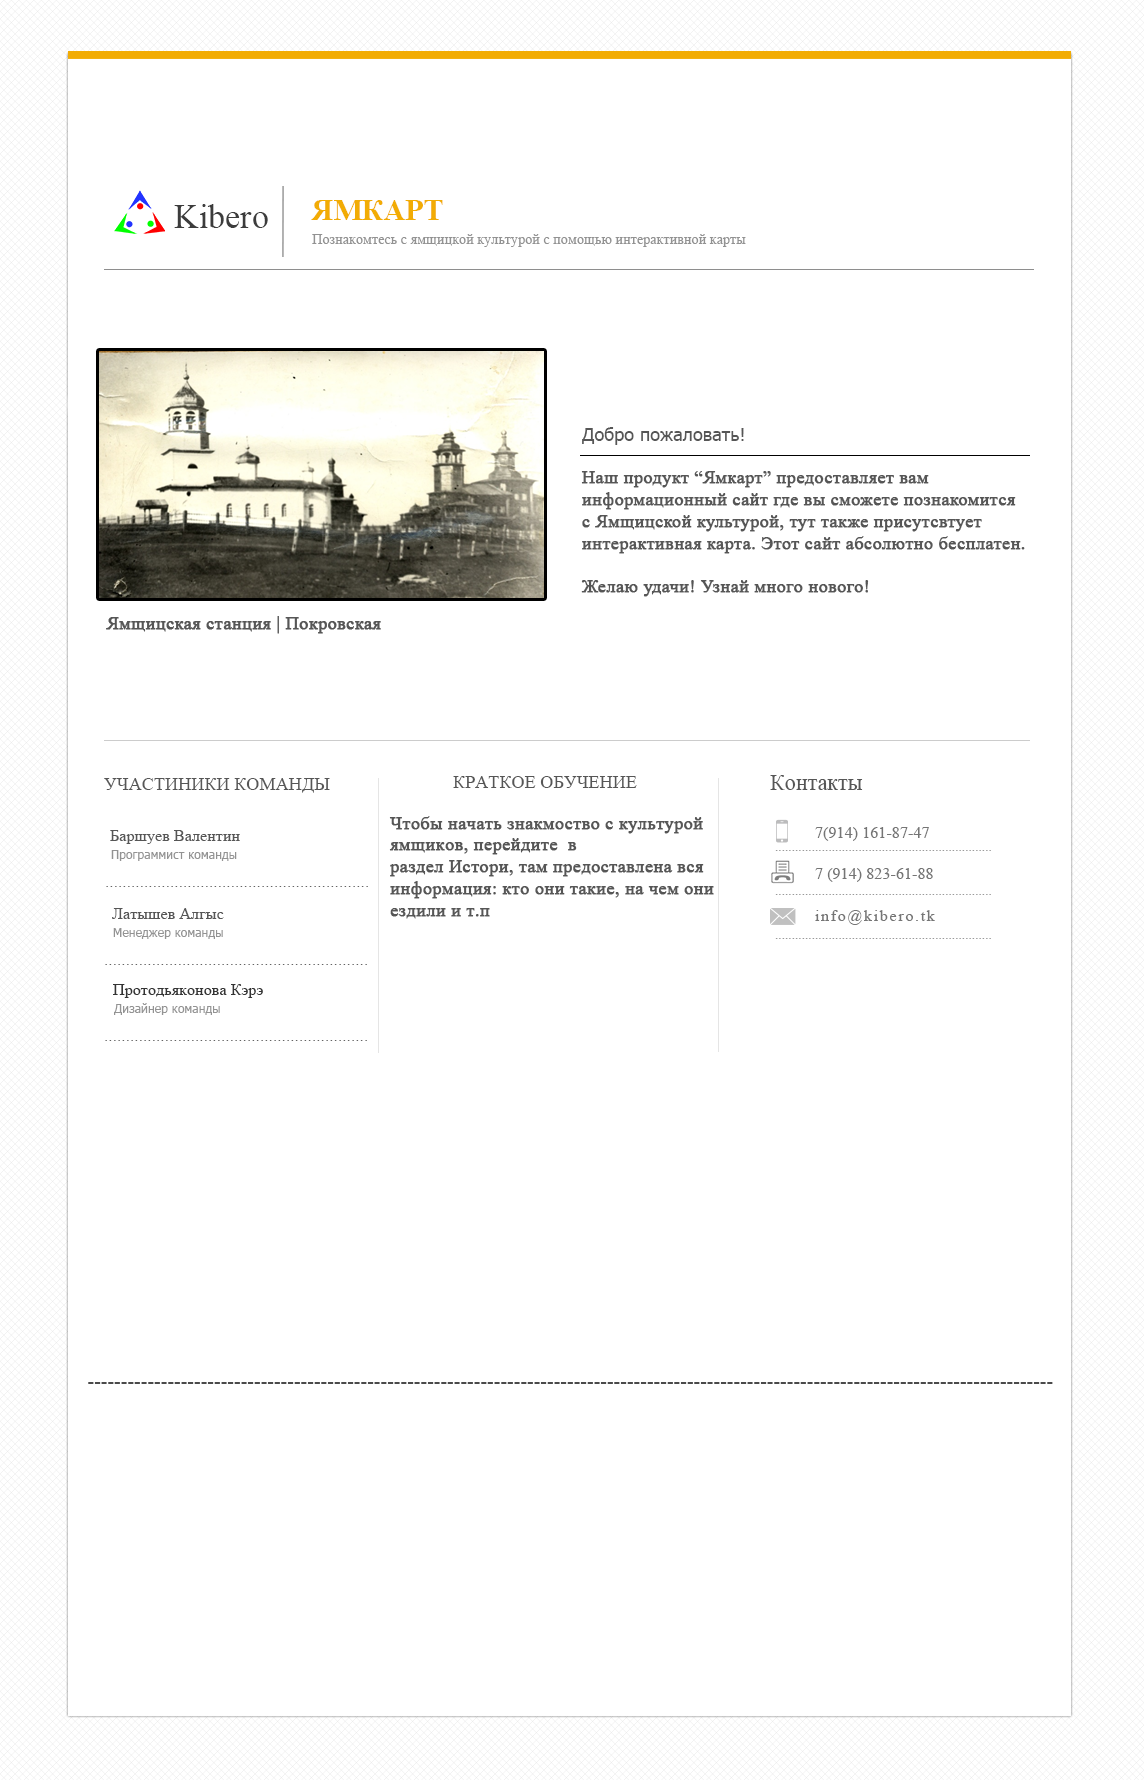 Kibero
ЯМКАРТ
Познакомтесь с ямщицкой культурой с помощью интерактивной карты
Добро пожаловать!
Наш продукт “Ямкарт” предоставляет вам
информационный сайт где вы сможете познакомится
с Ямщицской культурой, тут также присутсвтует
интерактивная карта. Этот сайт абсолютно бесплатен.
Желаю удачи! Узнай много нового!
Ямщицская станция | Покровская
УЧАСТИНИКИ КОМАНДЫ
Баршуев Валентин
Программист команды
Латышев Алгыс
Менеджер команды
Протодьяконова Кэрэ
Дизайнер команды
КРАТКОЕ ОБУЧЕНИЕ
Чтобы начать знакмоство с культурой
ямщиков, перейдите в
раздел Истори, там предоставлена вся
информация: кто они такие, на чем они
ездили и т.п
Контакты
7(914) 161-87-47
7 (914) 823-61-88
info@kibero.tk